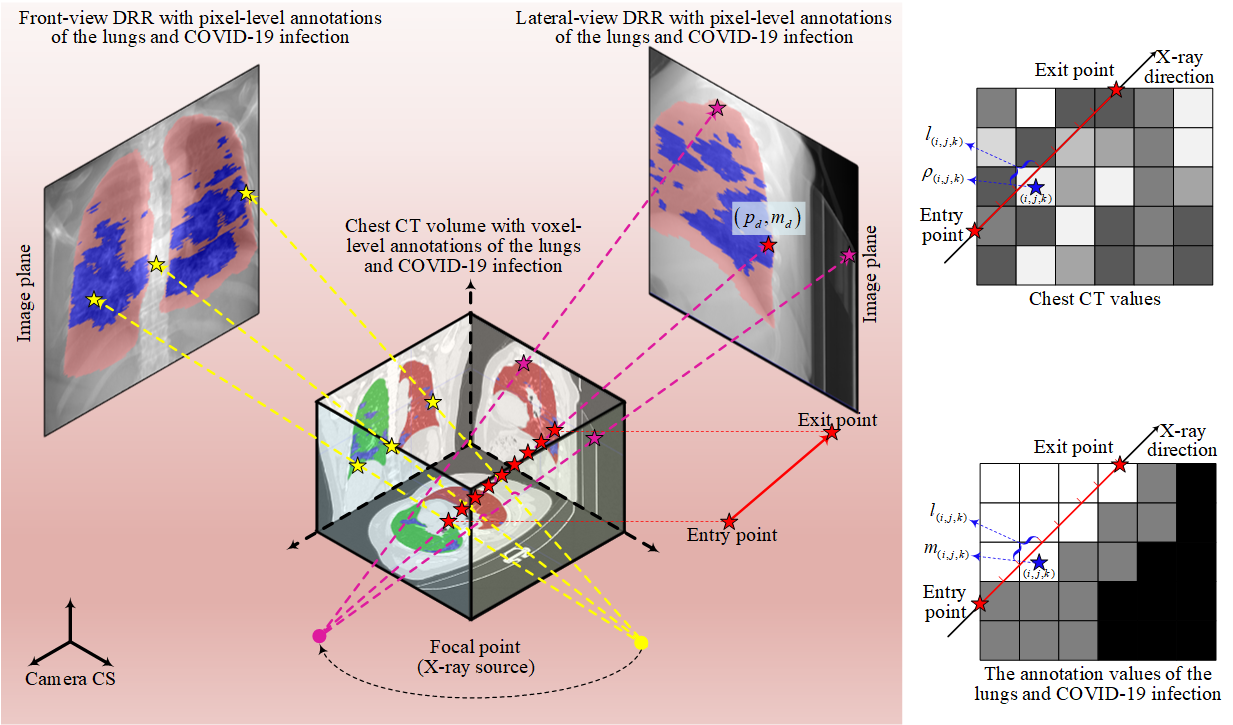 Front-view DRR with pixel-level annotations
of the lungs and COVID-19 infection
Lateral-view DRR with pixel-level annotations
of the lungs and COVID-19 infection
Image plane
Chest CT volume with voxel-
level annotations of the lungs
and COVID-19 infection
(p_d, m_d)
Image plane
Exit point
Entry point
Focal point
(X-ray source)
Camera CS
Exit point
X-ray
direction
l_(i,j,k)
ρ_(i,j,k)
(i,j,k)
Entry
point
Chest CT values
Exit point
X-ray
direction
l_(i,j,k)
m_(i,j,k)
(i,j,k)
Entry
point
The annotation values of the
lungs and COVID-19 infection